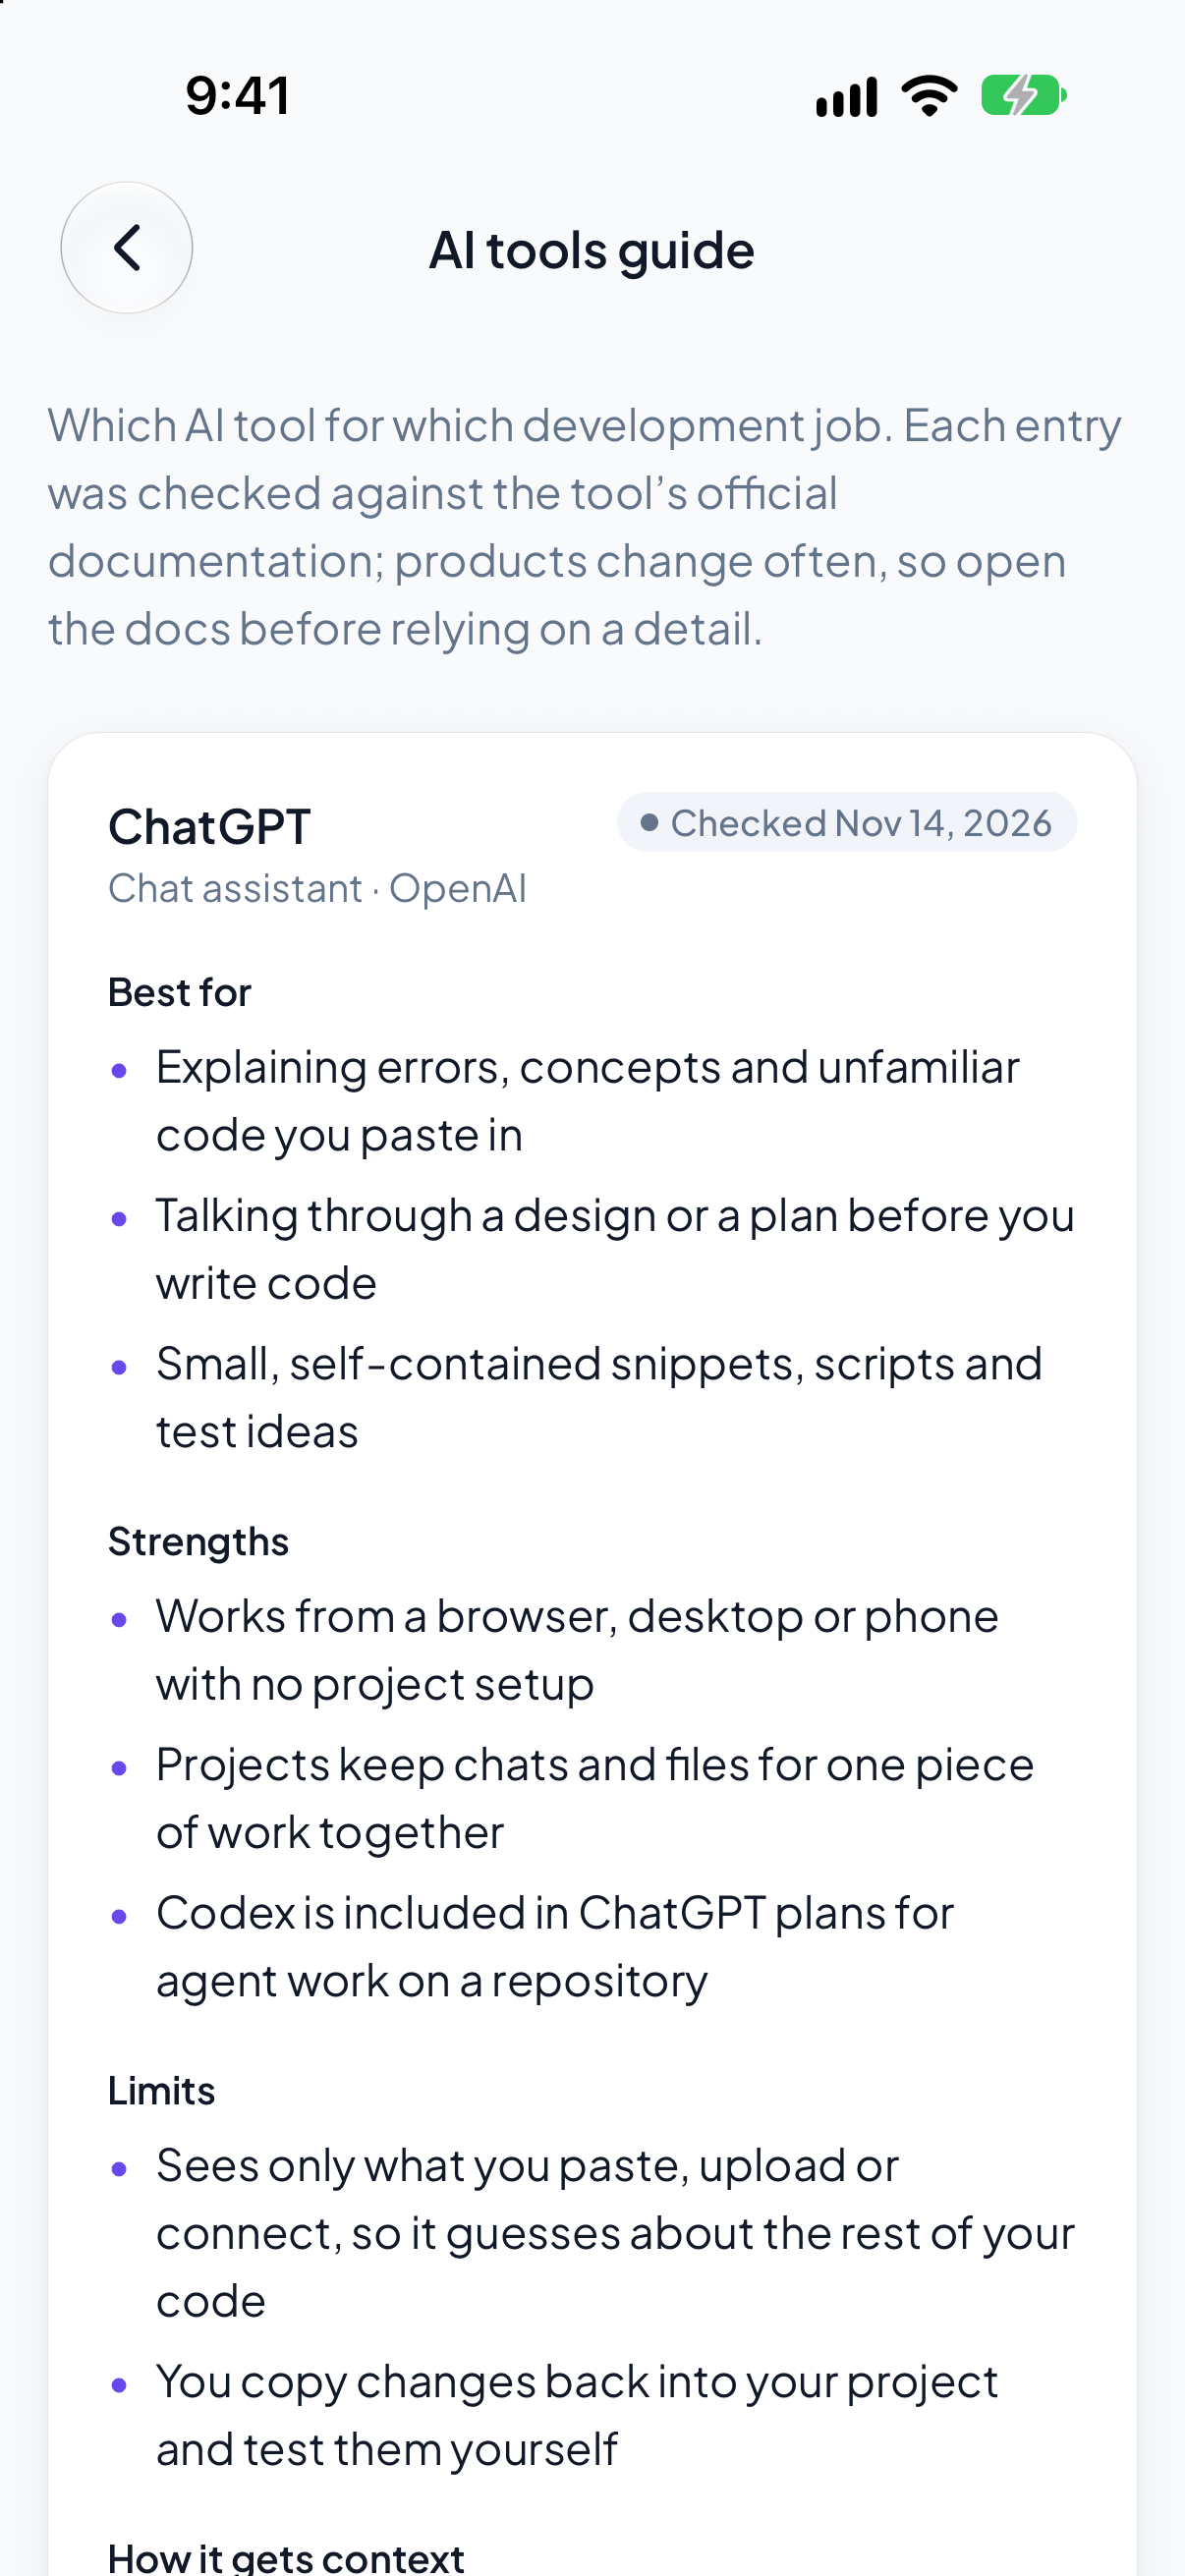 9:41
AI tools guide
Which AI tool for which development job. Each entry
was checked against the tool’s official
documentation; products change often, so open
the docs before relying on a detail.
ChatGPT
Checked Nov 14, 2026
Chat assistant · OpenAI
Best for
• Explaining errors, concepts and unfamiliar
code you paste in
• Talking through a design or a plan before you
write code
• Small, self-contained snippets, scripts and
test ideas
Strengths
• Works from a browser, desktop or phone
with no project setup
• Projects keep chats and files for one piece
of work together
• Codex is included in ChatGPT plans for
agent work on a repository
Limits
• Sees only what you paste, upload or
connect, so it guesses about the rest of your
code
• You copy changes back into your project
and test them yourself
How it gets context